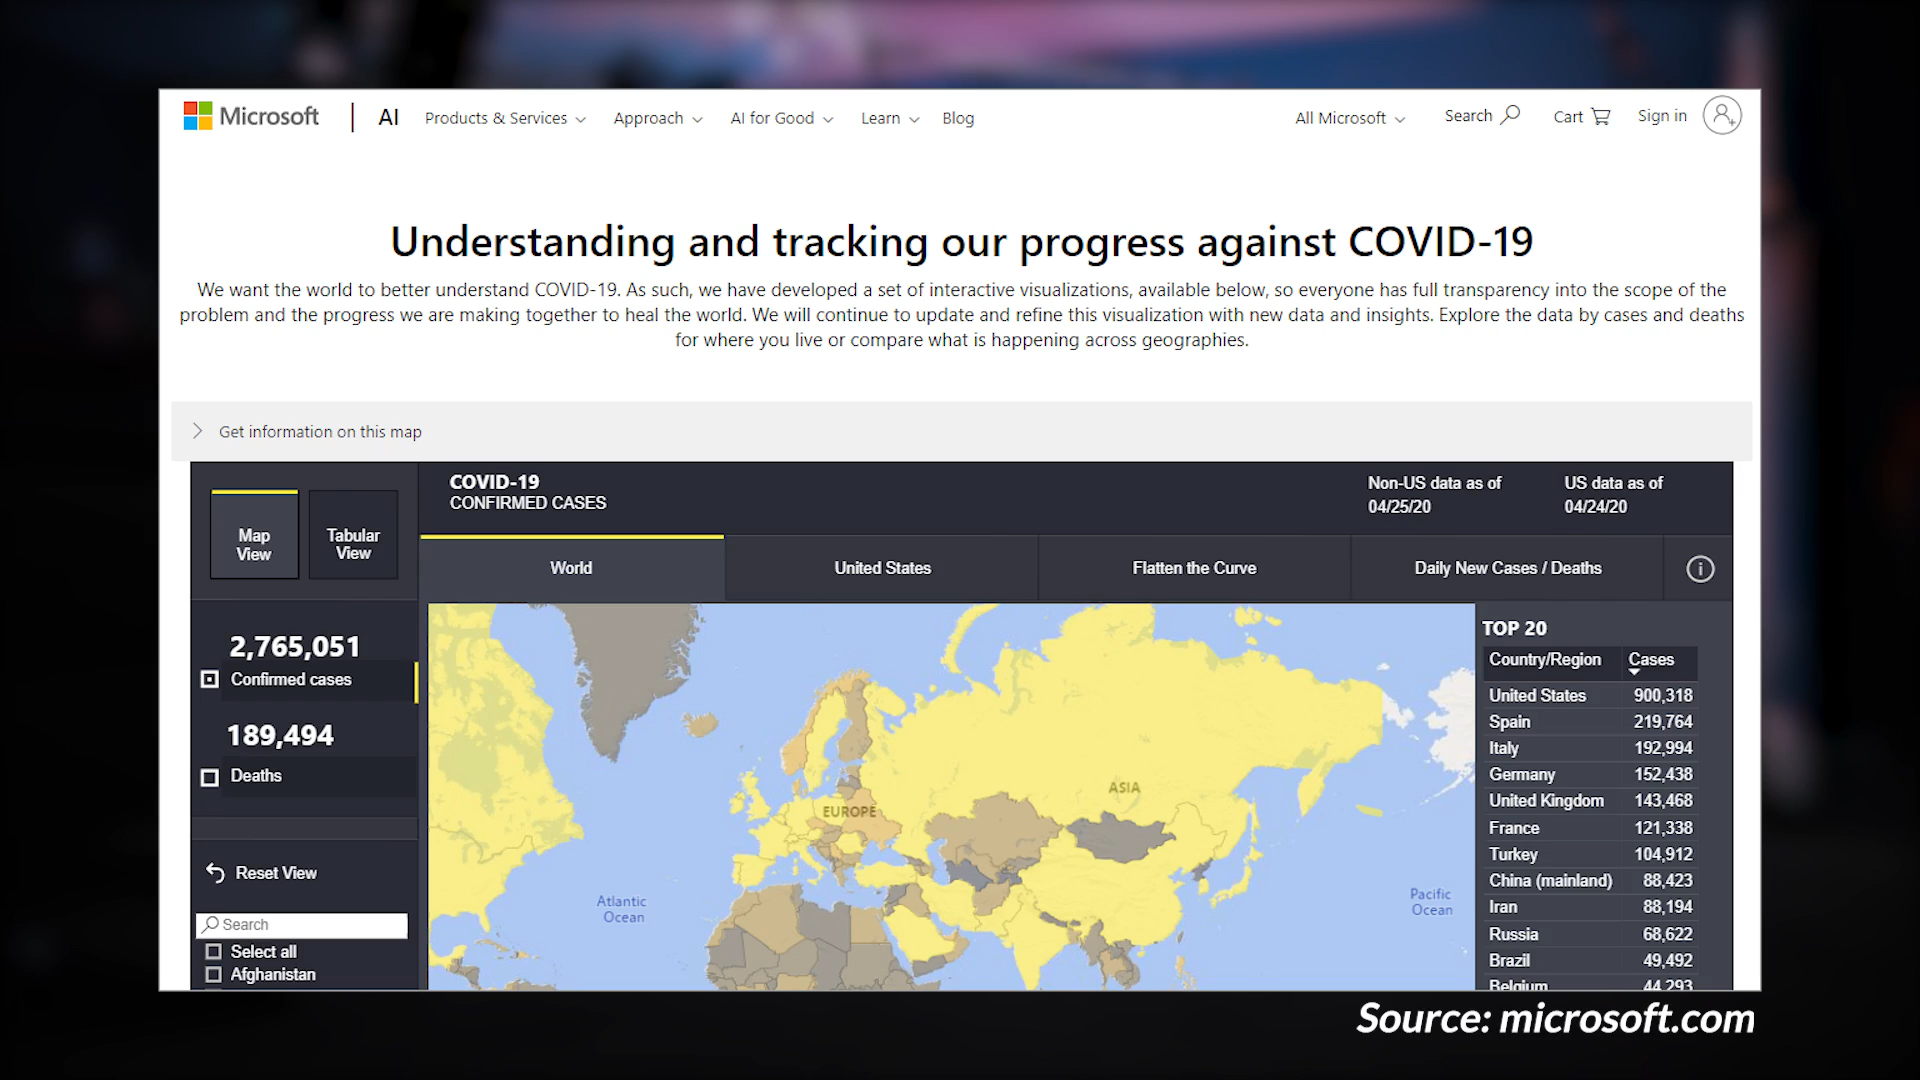 Microsoft
AI
Products & Services
Approach
AI for Good
Learn
Blog
All Microsoft
Search
Cart
Sign in
Understanding and tracking our progress against COVID-19
We want the world to better understand COVID-19. As such, we have developed a set of interactive visualizations, available below, so everyone has full transparency into the scope of the
problem and the progress we are making together to heal the world. We will continue to update and refine this visualization with new data and insights. Explore the data by cases and deaths
for where you live or compare what is happening across geographies.
Get information on this map
Map
View
Tabular
View
COVID-19
CONFIRMED CASES
Non-US data as of
04/25/20
US data as of
04/24/20
World
United States
Flatten the Curve
Daily New Cases / Deaths
2,765,051
Confirmed cases
189,494
Deaths
Reset View
Search
Select all
Afghanistan
EUROPE
ASIA
Atlantic
Ocean
Pacific
Ocean
TOP 20
Country/Region Cases
United States 900,318
Spain 219,764
Italy 192,994
Germany 152,438
United Kingdom 143,468
France 121,338
Turkey 104,912
China (mainland) 88,423
Iran 88,194
Russia 68,622
Brazil 49,492
Belgium 44,293
Source: microsoft.com